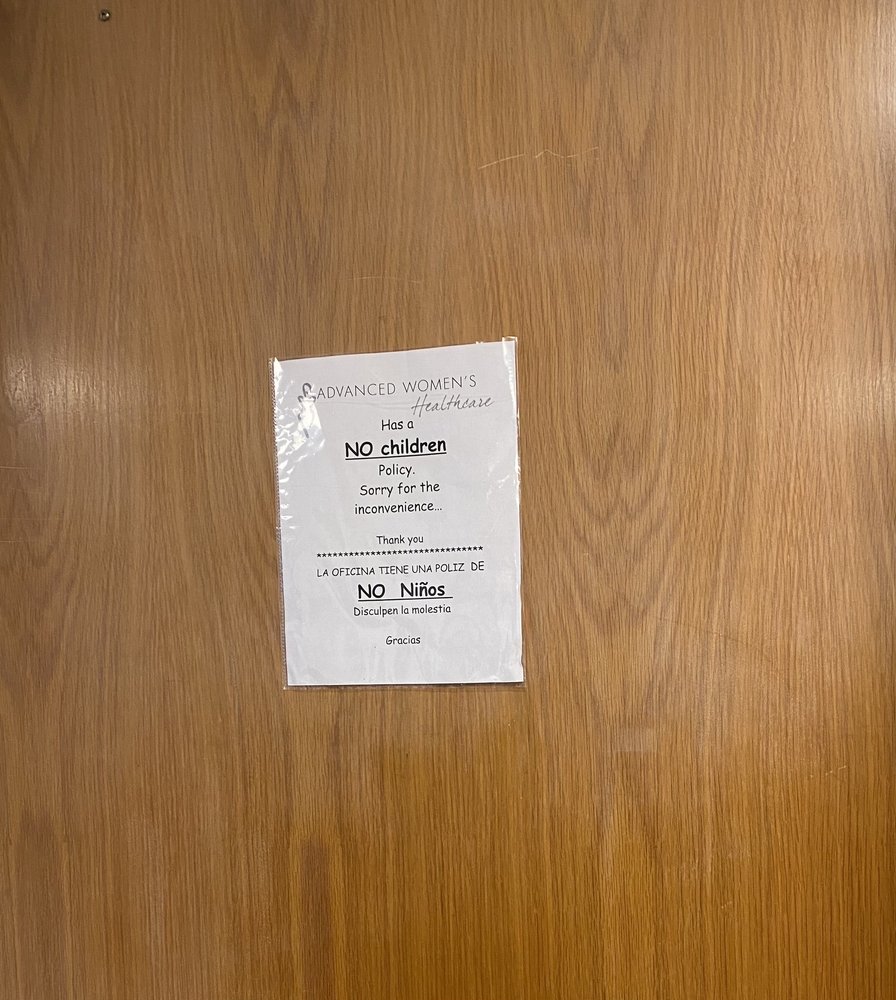 ADVANCED WOMEN'S
Healthcare
Has a
NO children
Policy.
Sorry for the
inconvenience...
Thank you
*******************************
LA OFICINA TIENE UNA POLIZ DE
NO Niños
Disculpen la molestia
Gracias